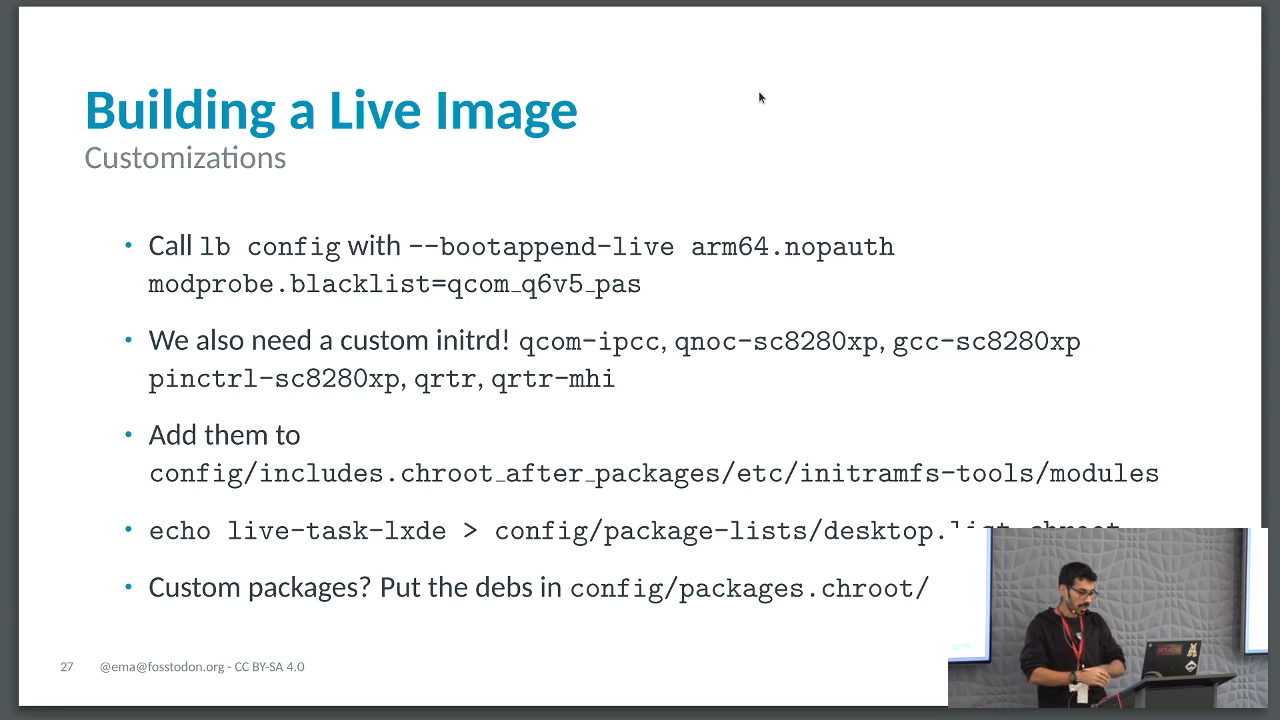 Building a Live Image
Customizations
• Call lb config with --bootappend-live arm64.nopauth
modprobe.blacklist=qcom_q6v5_pas
• We also need a custom initrd! qcom-ipcc, qnoc-sc8280xp, gcc-sc8280xp
pinctrl-sc8280xp, qrtr, qrtr-mhi
• Add them to
config/includes.chroot_after_packages/etc/initramfs-tools/modules
• echo live-task-lxde > config/package-lists/desktop.list.chroot
• Custom packages? Put the debs in config/packages.chroot/
27 @ema@fosstodon.org - CC BY-SA 4.0